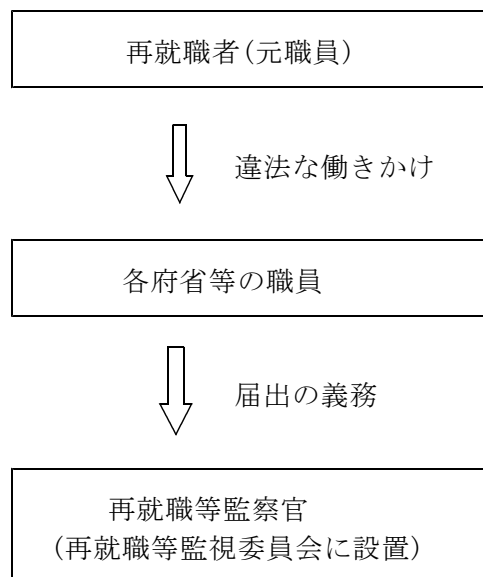 再就職者(元職員)
違法な働きかけ
各府省等の職員
届出の義務
再就職等監察官
(再就職等監視委員会に設置)